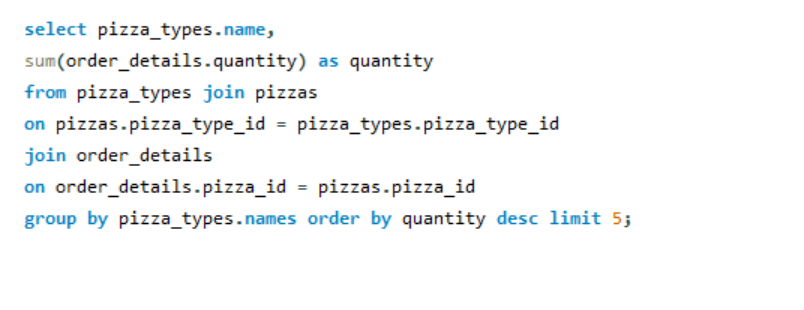 select pizza_types.name,
sum(order_details.quantity) as quantity
from pizza_types join pizzas
on pizzas.pizza_type_id = pizza_types.pizza_type_id
join order_details
on order_details.pizza_id = pizzas.pizza_id
group by pizza_types.names order by quantity desc limit 5;